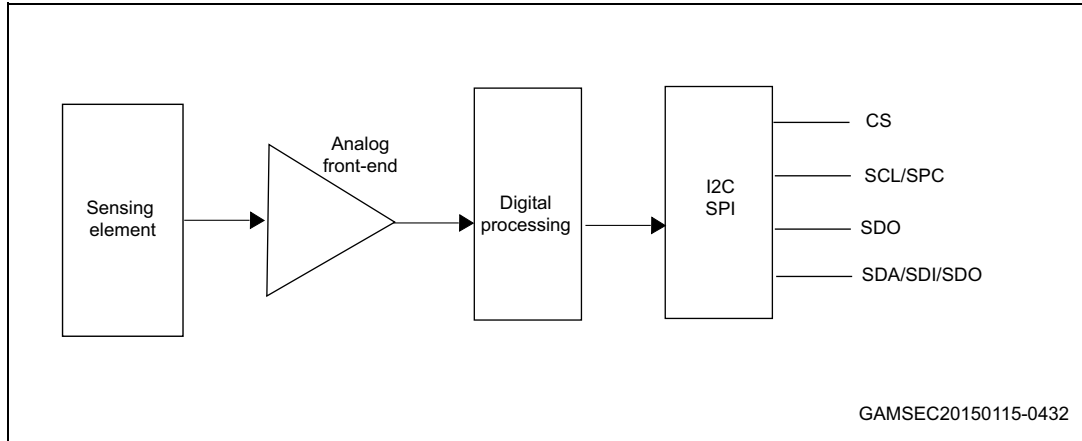 Sensing
element
Analog
front-end
Digital
processing
I2C
SPI
CS
SCL/SPC
SDO
SDA/SDI/SDO
GAMSEC20150115-0432